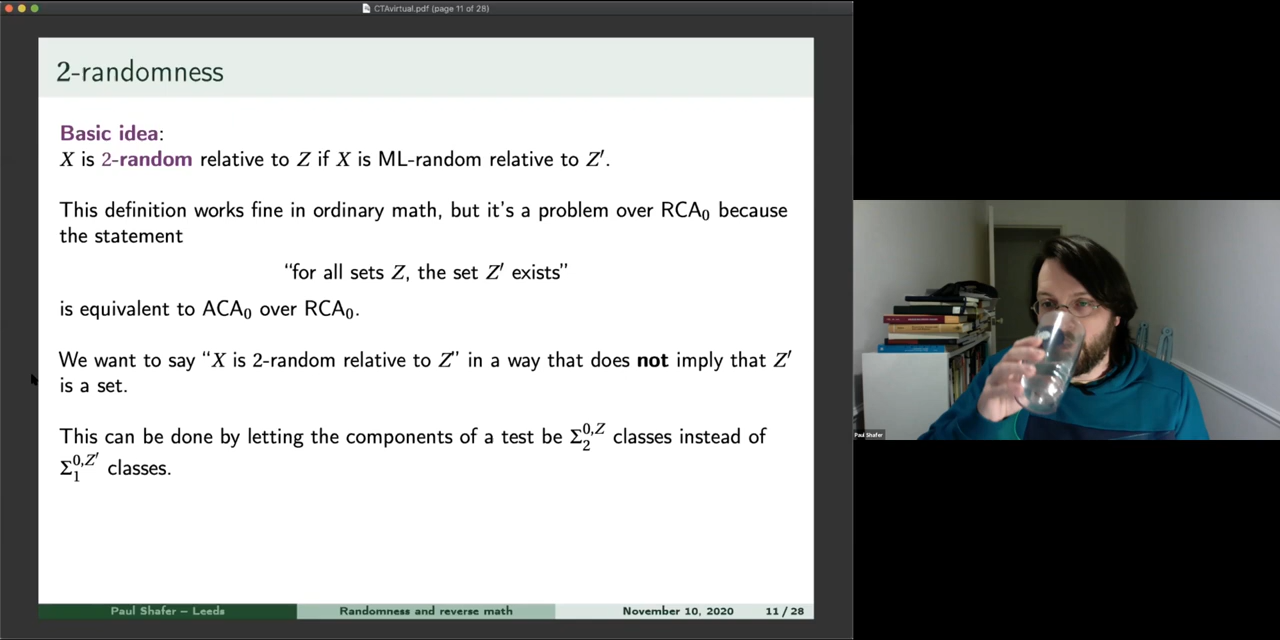 CTAvirtual.pdf (page 11 of 28)
2-randomness
Basic idea:
X is 2-random relative to Z if X is ML-random relative to Z′.
This definition works fine in ordinary math, but it's a problem over RCA₀ because
the statement
“for all sets Z, the set Z′ exists”
is equivalent to ACA₀ over RCA₀.
We want to say “X is 2-random relative to Z” in a way that does not imply that Z′
is a set.
This can be done by letting the components of a test be Σ₂^{0,Z} classes instead of
Σ₁^{0,Z′} classes.
Paul Shafer – Leeds
Randomness and reverse math
November 10, 2020
11 / 28
Paul Shafer